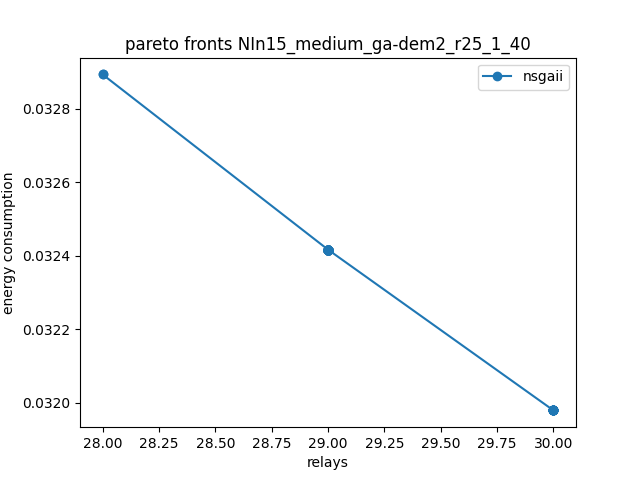 pareto fronts NIn15_medium_ga-dem2_r25_1_40
nsgaii
0.0328
0.0326
0.0324
0.0322
0.0320
energy consumption
28.00 28.25 28.50 28.75 29.00 29.25 29.50 29.75 30.00
relays